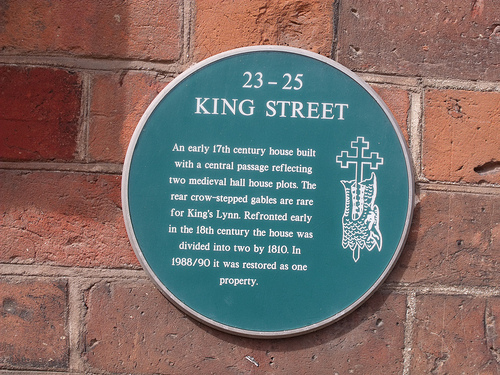 23-25
KING STREET
An early 17th century house built
with a central passage reflecting
two medieval hall house plots. The
rear crow-stepped gables are rare
for King's Lynn. Refronted early
in the 18th century the house was
divided into two by 1810. In
1988/90 it was restored as one
property.